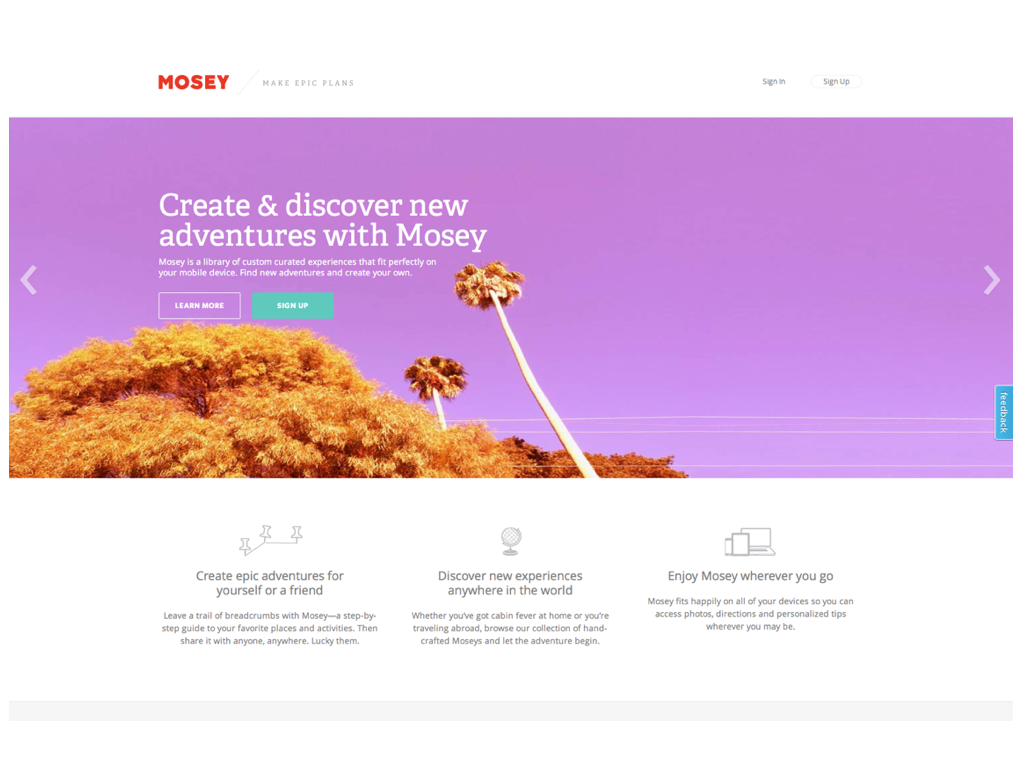 MOSEY
MAKE EPIC PLANS
Sign In
Sign Up
Create & discover new
adventures with Mosey
Mosey is a library of custom curated experiences that fit perfectly on
your mobile device. Find new adventures and create your own.
LEARN MORE
SIGN UP
feedback
Create epic adventures for
yourself or a friend
Leave a trail of breadcrumbs with Mosey—a step-by-
step guide to your favorite places and activities. Then
share it with anyone, anywhere. Lucky them.
Discover new experiences
anywhere in the world
Whether you've got cabin fever at home or you're
traveling abroad, browse our collection of hand-
crafted Moseys and let the adventure begin.
Enjoy Mosey wherever you go
Mosey fits happily on all of your devices so you can
access photos, directions and personalized tips
wherever you may be.